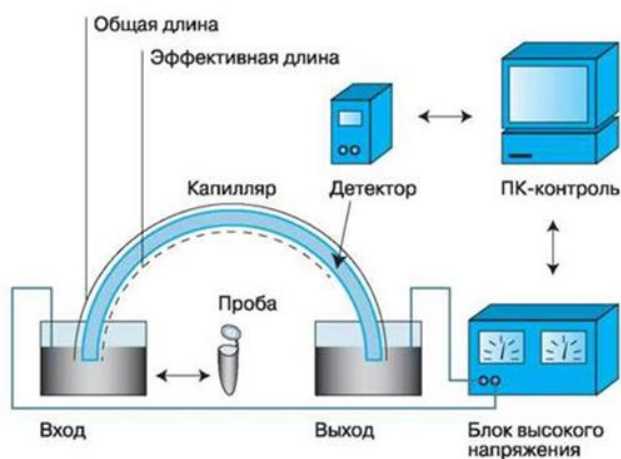 Общая длина
Эффективная длина
Капилляр
Детектор
ПК-контроль
Проба
Вход
Выход
Блок высокого
напряжения